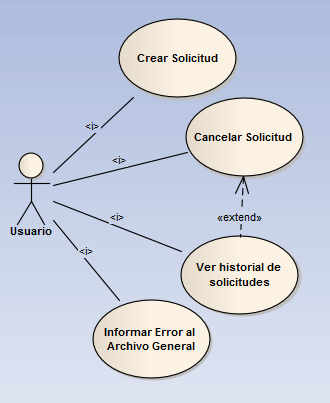 Crear Solicitud
<i>
Cancelar Solicitud
<i>
Usuario
<i>
«extend»
<i>
Ver historial de
solicitudes
Informar Error al
Archivo General